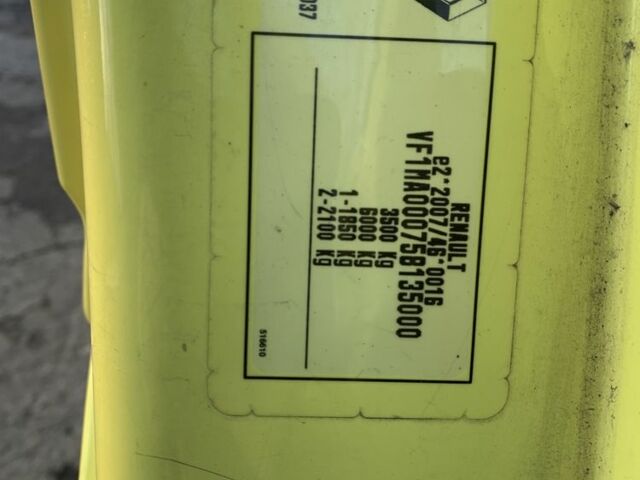 RENAULT
e2*2007/46*0016
VF1MA000758135000
3500 kg
6000 kg
1-1850 kg
2-2100 kg
516610